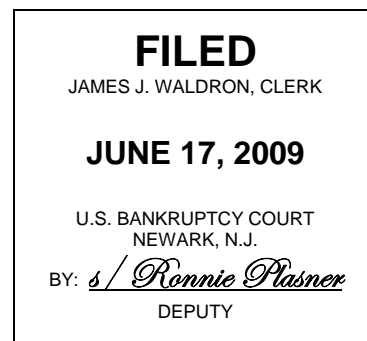 FILED
JAMES J. WALDRON, CLERK
JUNE 17, 2009
U.S. BANKRUPTCY COURT
NEWARK, N.J.
BY: s/ Ronnie Plasner
DEPUTY